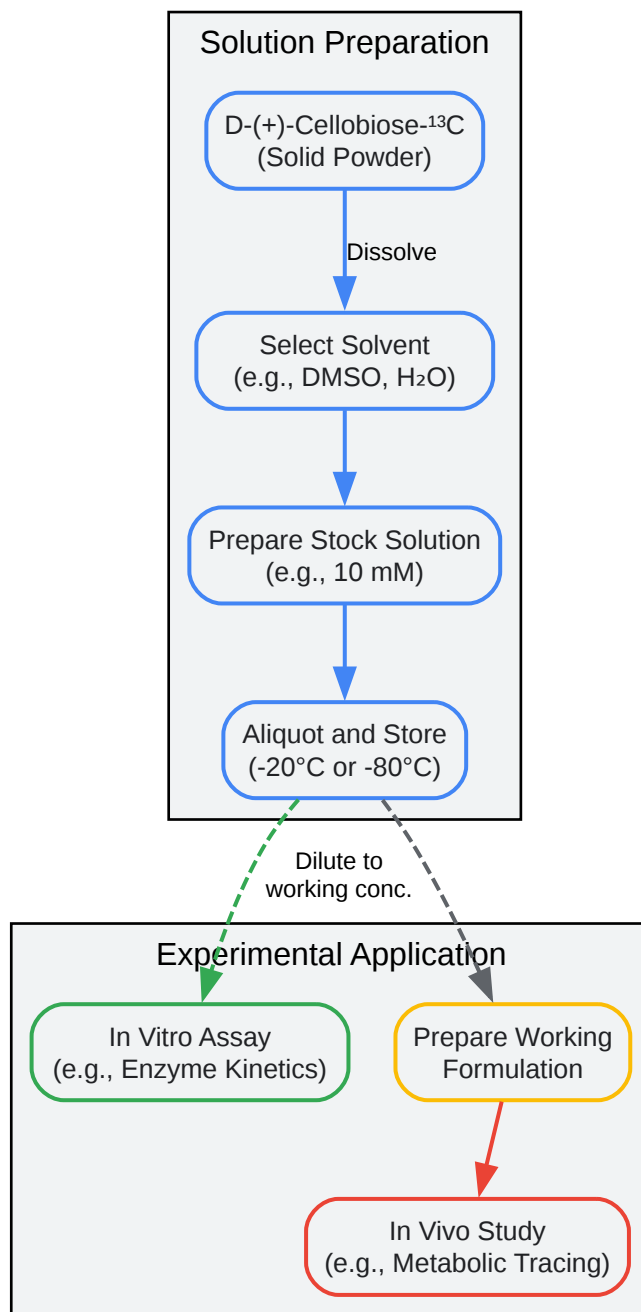 Solution Preparation
D-(+)-Cellobiose-¹³C
(Solid Powder)
Dissolve
Select Solvent
(e.g., DMSO, H₂O)
Prepare Stock Solution
(e.g., 10 mM)
Aliquot and Store
(-20°C or -80°C)
Dilute to
working conc.
Experimental Application
In Vitro Assay
(e.g., Enzyme Kinetics)
Prepare Working
Formulation
In Vivo Study
(e.g., Metabolic Tracing)